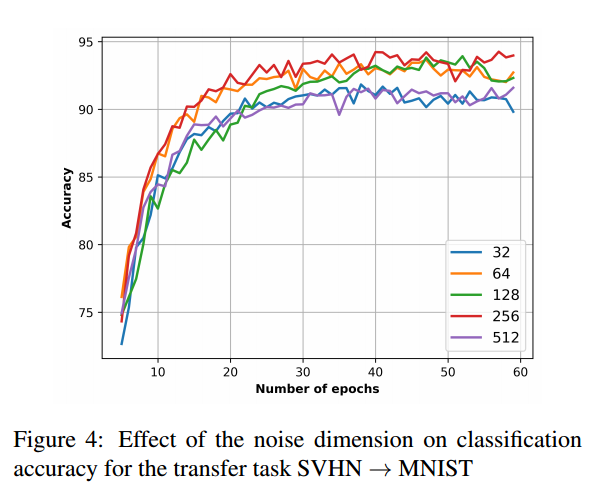 95
90
85
80
75
Accuracy
32
64
128
256
512
10 20 30 40 50 60
Number of epochs
Figure 4: Effect of the noise dimension on classification
accuracy for the transfer task SVHN → MNIST